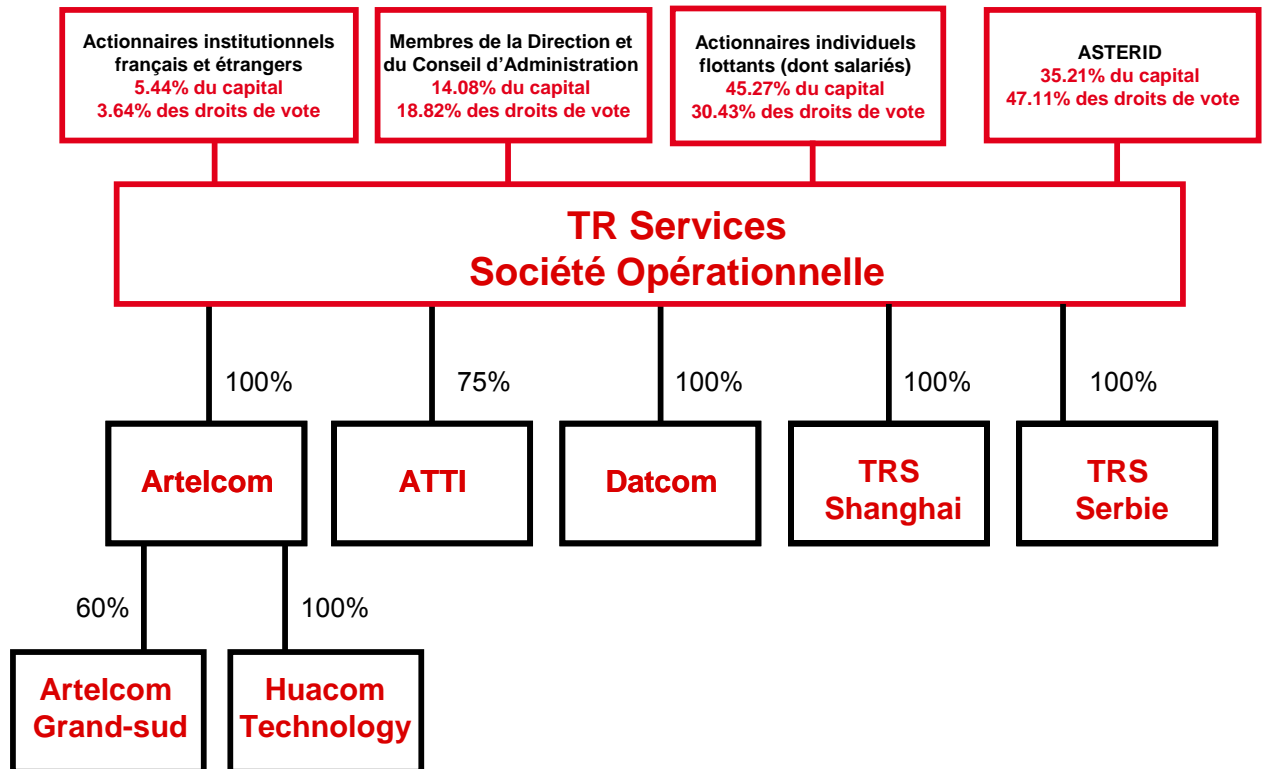 Actionnaires institutionnels
français et étrangers
5.44% du capital
3.64% des droits de vote
Membres de la Direction et
du Conseil d'Administration
14.08% du capital
18.82% des droits de vote
Actionnaires individuels
flottants (dont salariés)
45.27% du capital
30.43% des droits de vote
ASTERID
35.21% du capital
47.11% des droits de vote
TR Services
Société Opérationnelle
100%
75%
100%
100%
100%
Artelcom
ATTI
Datcom
TRS
Shanghai
TRS
Serbie
60%
100%
Artelcom
Grand-sud
Huacom
Technology